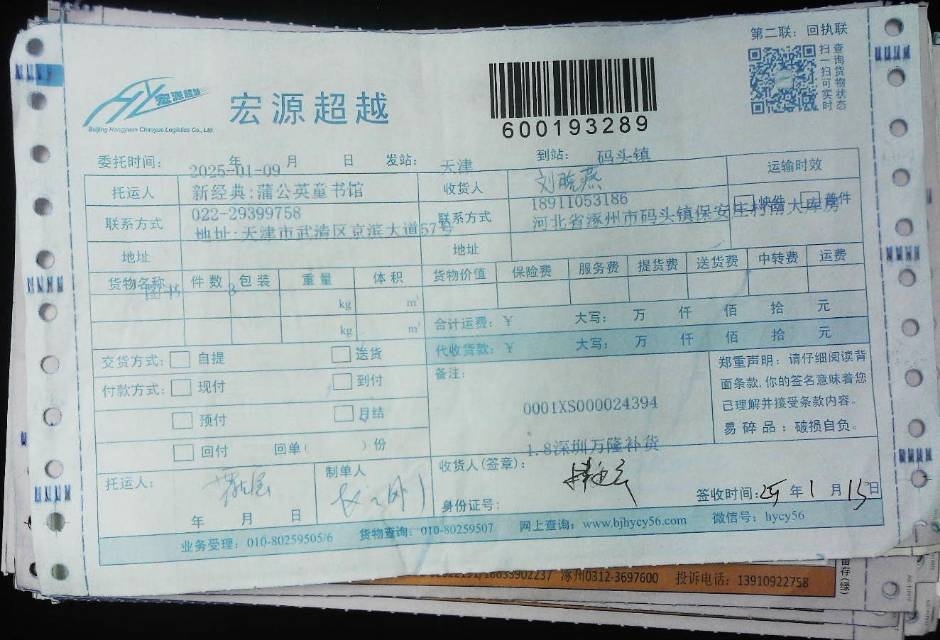 第二联：回执联
查询货物状态
扫一扫可实时
宏源超越
宏源超越
Beijing Hongyuan Chaoyue Logistics Co., Ltd.
600193289
委托时间： 2025-01-09 年 月 日 发站： 天津 到站： 码头镇
托运人 新经典:蒲公英童书馆 收货人 刘晓燕 运输时效
联系方式 022-29399758 联系方式 18911053186 快件 普件
地址:天津市武清区京滨大道57号 河北省涿州市码头镇保安庄村南大库房
地址 地址
货物名称 件数 包装 重量 体积 货物价值 保险费 服务费 提货费 送货费 中转费 运费
图书 8
kg m³
kg m³
合计运费：￥ 大写： 万 仟 佰 拾 元
代收货款：￥ 大写： 万 仟 佰 拾 元
交货方式： 自提 送货
付款方式： 现付 到付
预付 月结
回付 回单（ ）份
备注：
0001XS000024394
1.8深圳万隆补货
郑重声明：请仔细阅读背
面条款,你的签名意味着您
已理解并接受条款内容。
易碎品：破损自负。
托运人： 制单人
年 月 日
收货人（签章）：
身份证号： 签收时间：25年1月13日
业务受理：010-80259505/6 货物查询：010-80259507 网上查询：www.bjhycy56.com 微信号：hycy56
涿州0312-3697600 投诉电话：13910922758